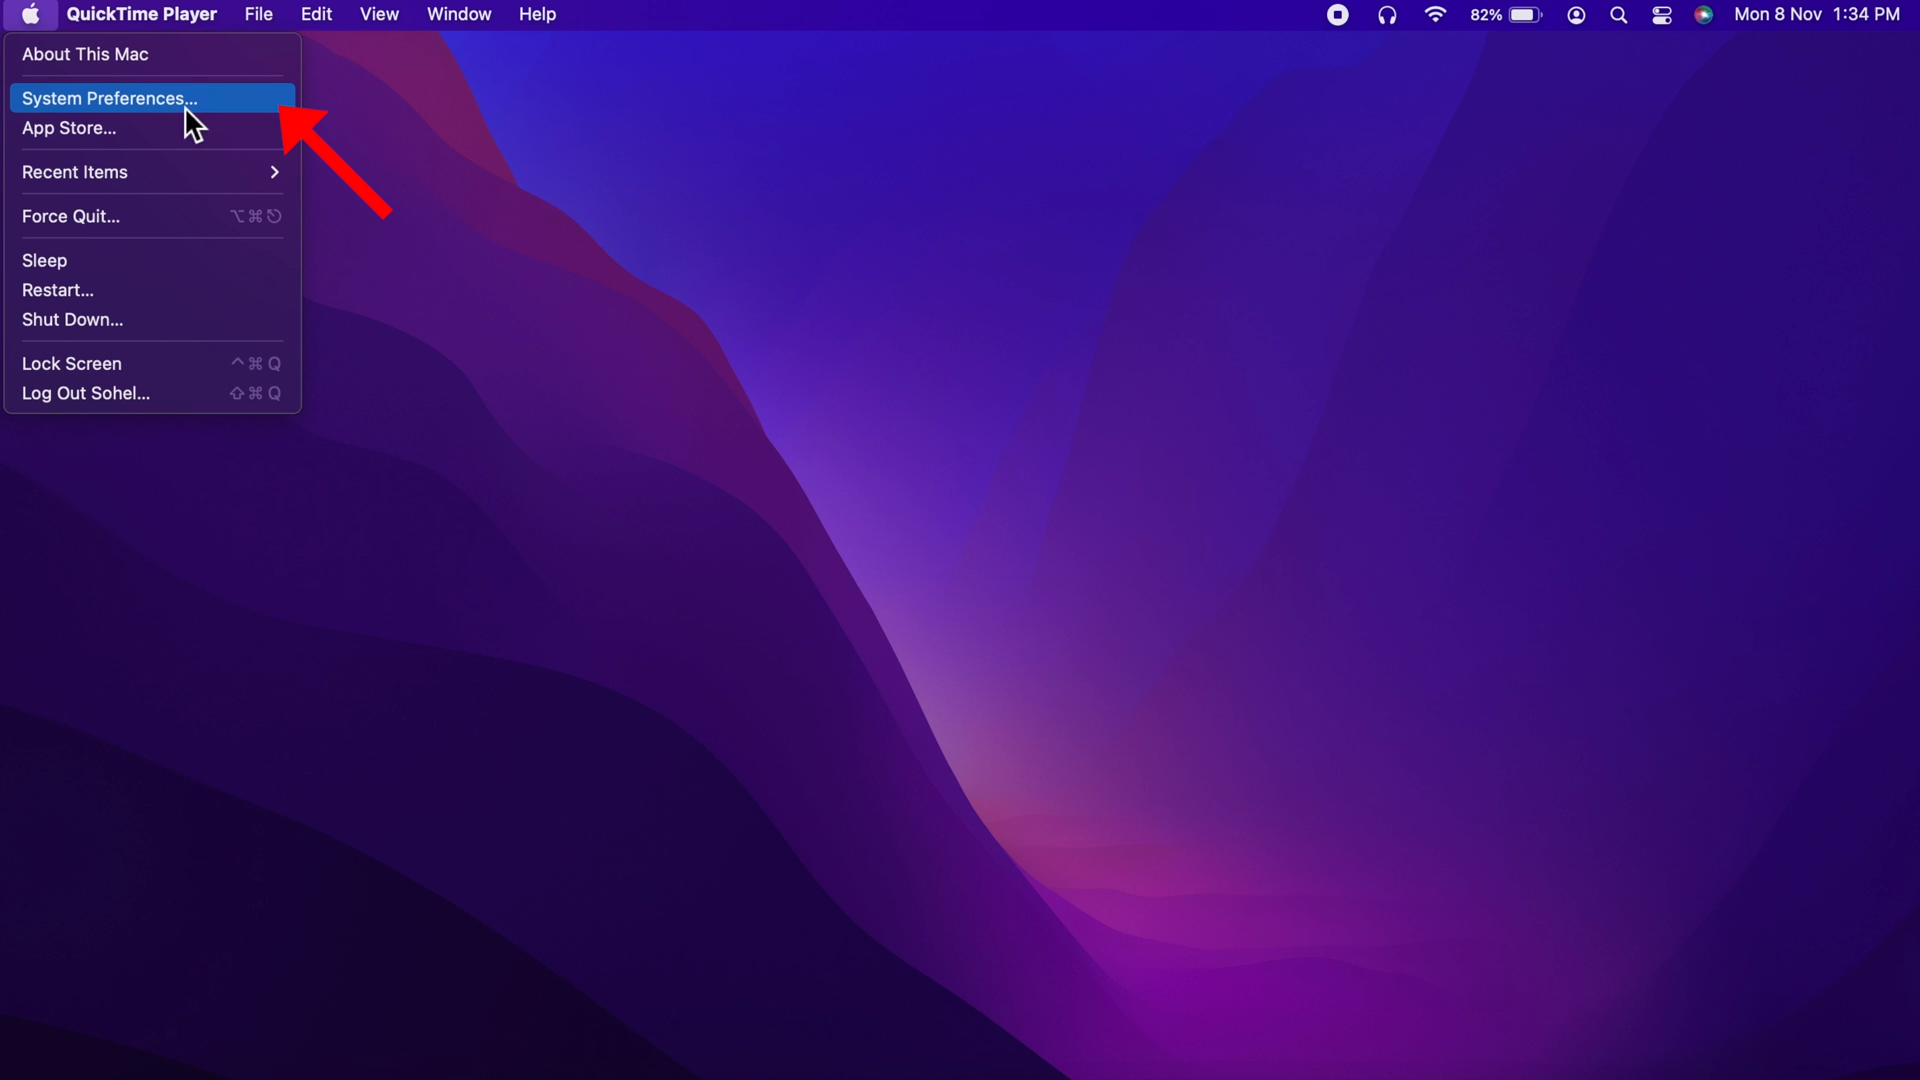 QuickTime Player File Edit View Window Help 82% Mon 8 Nov 1:34 PM
About This Mac
System Preferences...
App Store...
Recent Items
Force Quit... ⌥⌘⎋
Sleep
Restart...
Shut Down...
Lock Screen ^⌘Q
Log Out Sohel... ⇧⌘Q